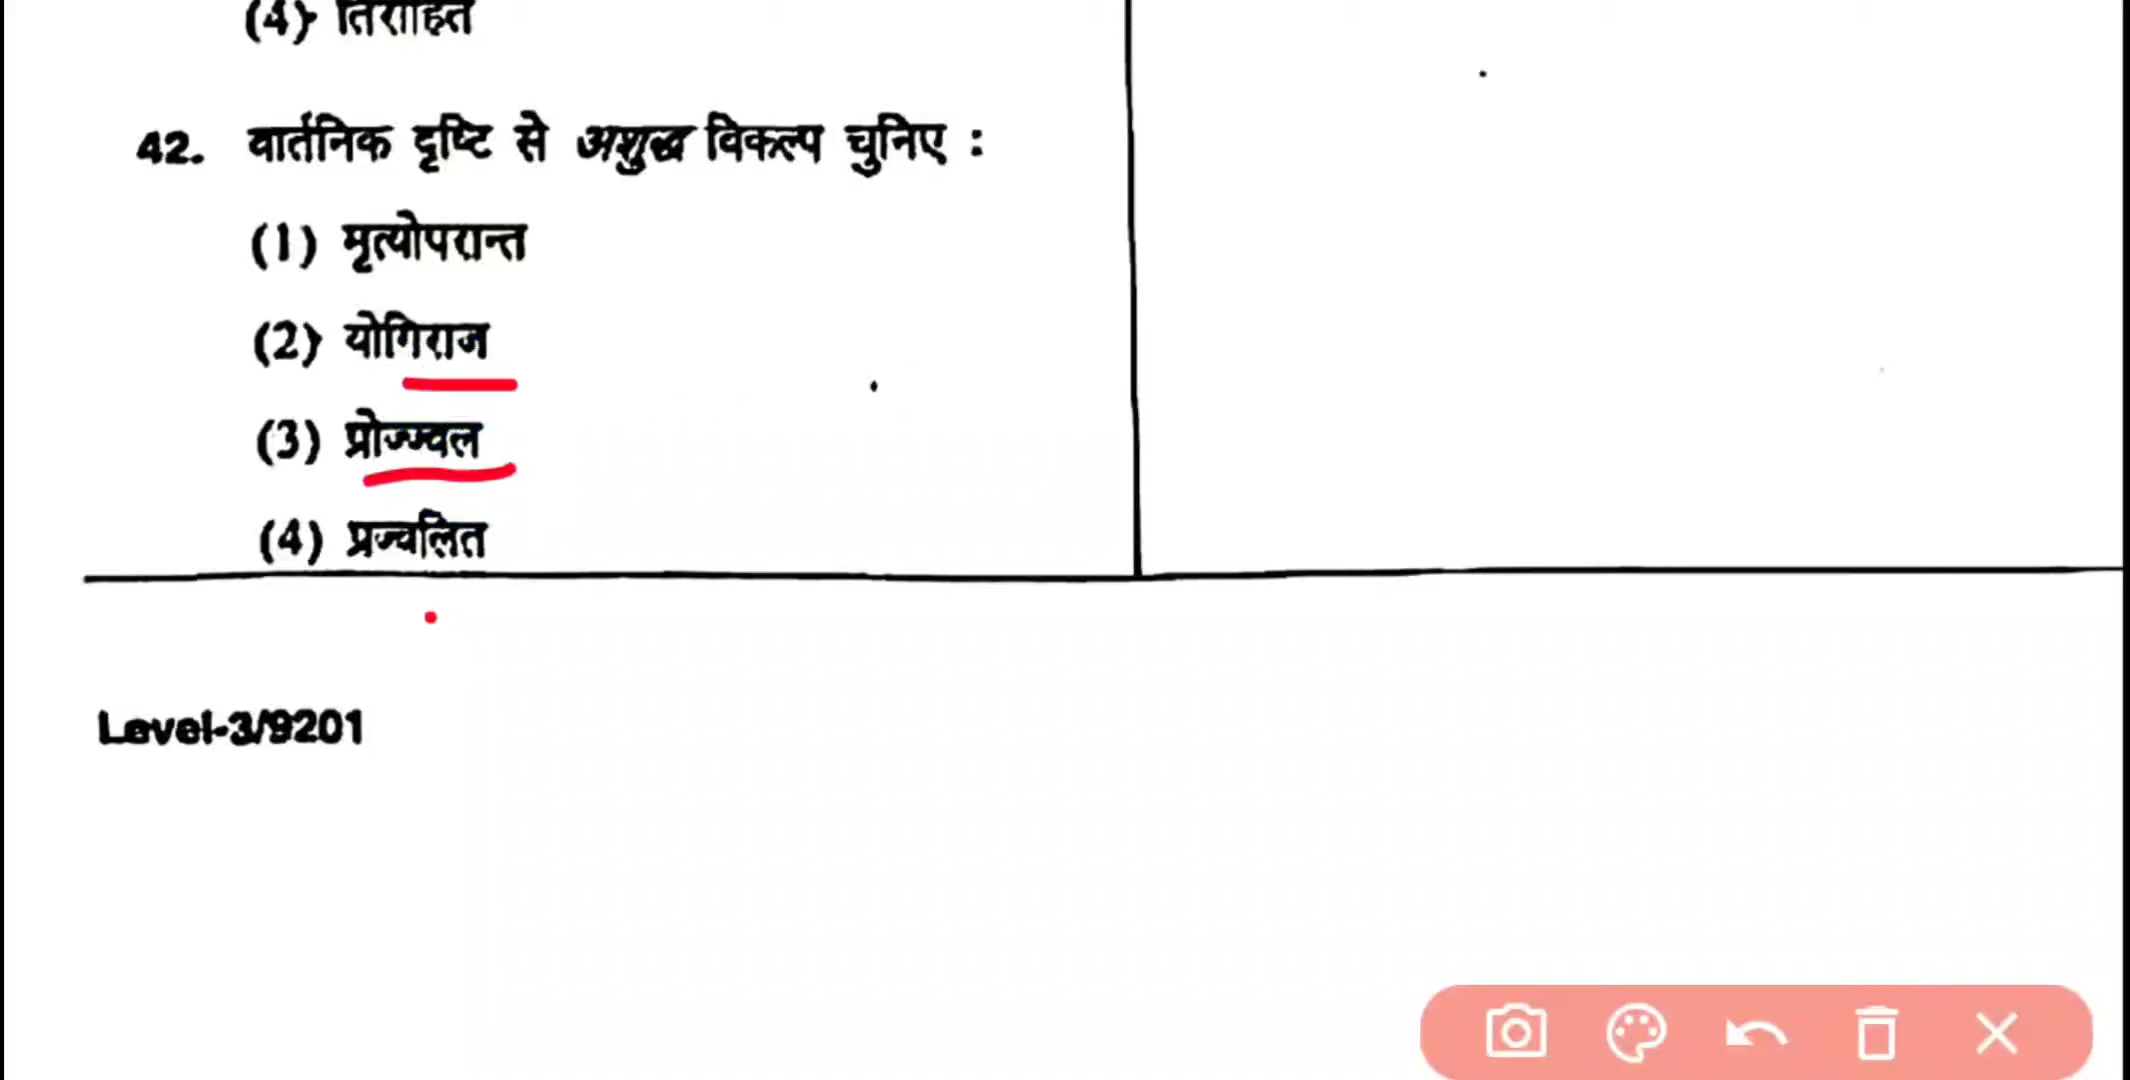 (4) तिरोहित
42. वार्तनिक दृष्टि से अशुद्ध विकल्प चुनिए :
(1) मृत्योपरान्त
(2) योगिराज
(3) प्रोज्ज्वल
(4) प्रज्वलित
Level-3/9201